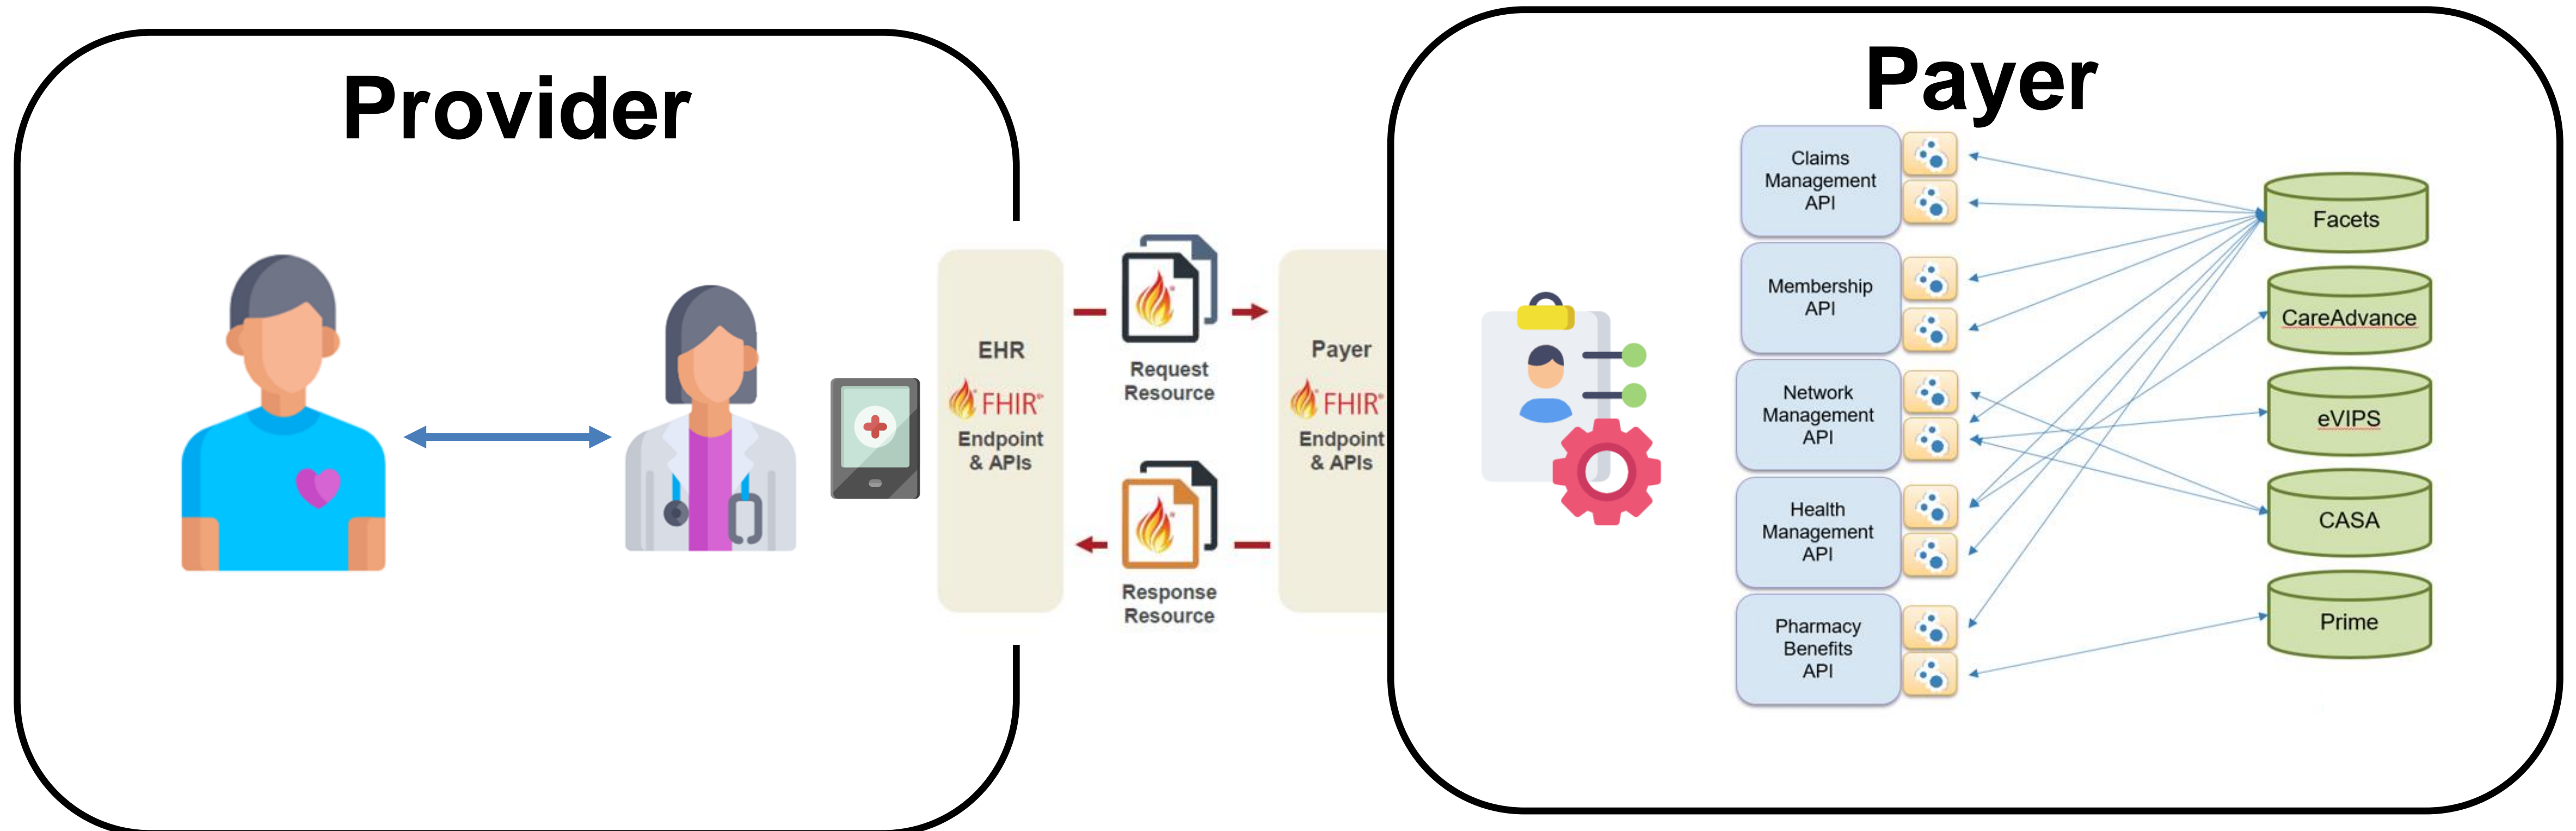 Provider
EHR
FHIR
Endpoint
& APIs
Request
Resource
Response
Resource
Payer
FHIR
Endpoint
& APIs
Payer
Claims
Management
API
Membership
API
Network
Management
API
Health
Management
API
Pharmacy
Benefits
API
Facets
CareAdvance
eVIPS
CASA
Prime